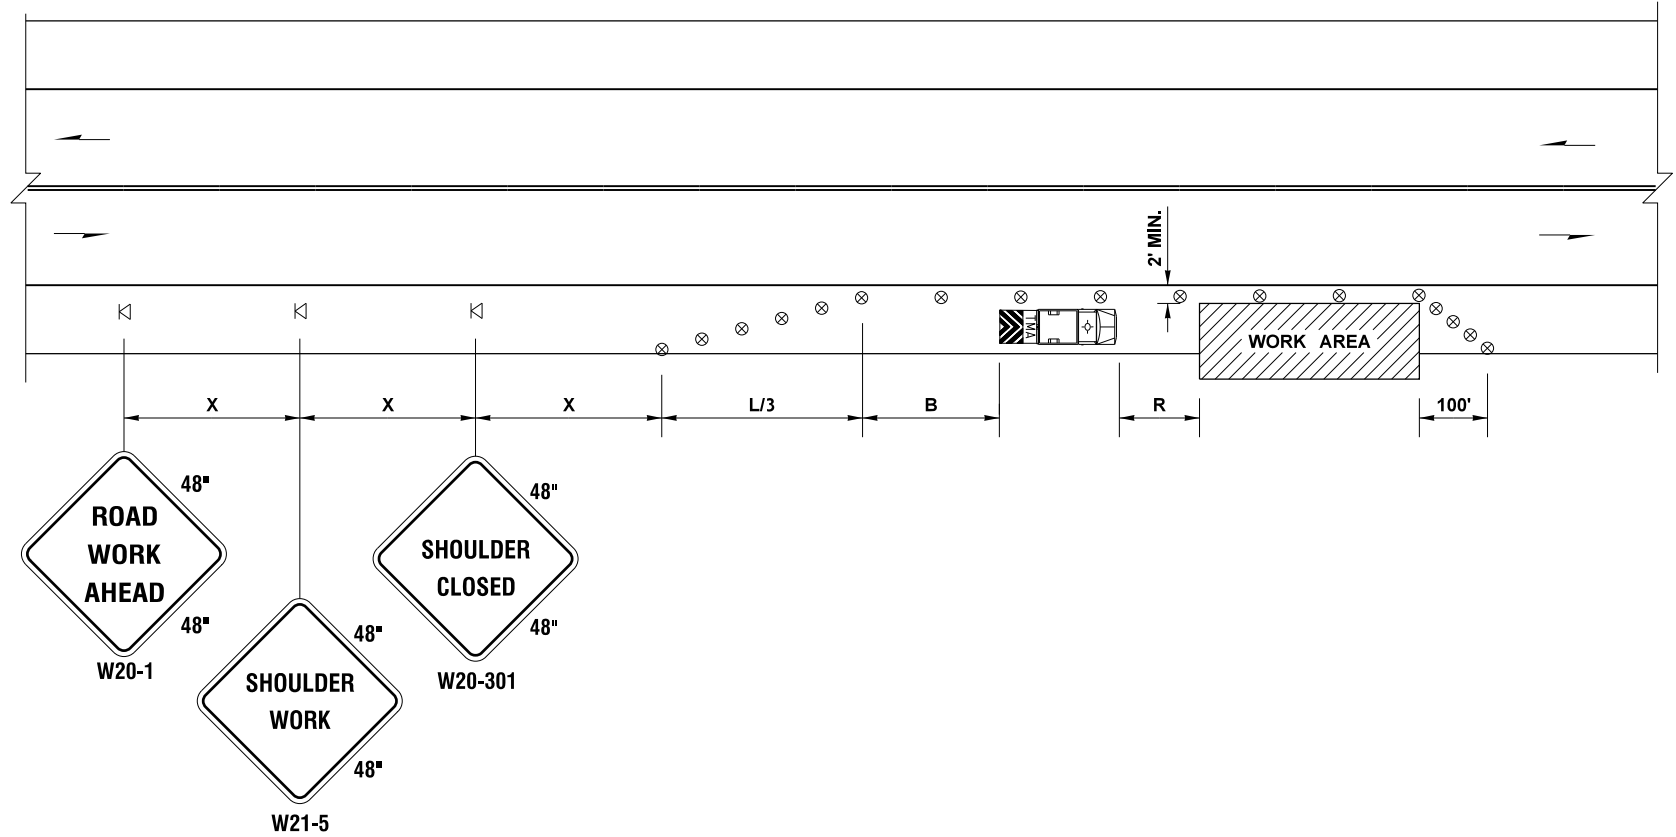 2' MIN.
TMA
WORK AREA
X
X
X
L/3
B
R
100'
48"
ROAD
WORK
AHEAD
48"
W20-1
48"
SHOULDER
WORK
48"
W21-5
48"
SHOULDER
CLOSED
48"
W20-301